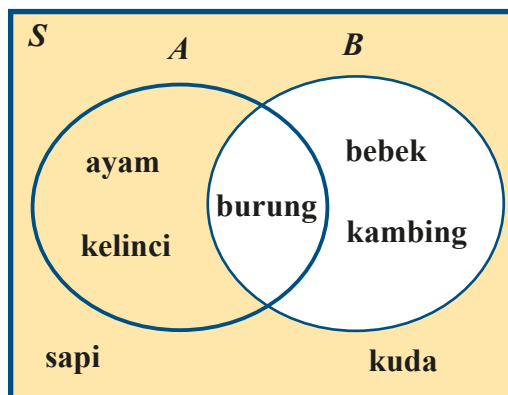 S
A
B
ayam
bebek
burung
kelinci
kambing
sapi
kuda